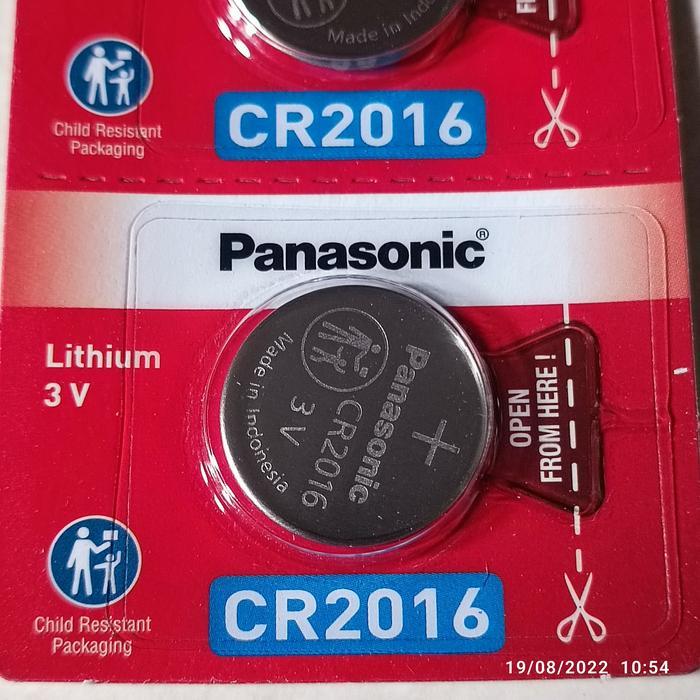 Made in Indo
Child Resistant
Packaging
CR2016
Panasonic®
Lithium
3 V
Made in Indonesia
3 V
CR2016
Panasonic
+
OPEN
FROM HERE !
Child Resistant
Packaging
CR2016
19/08/2022 10:54